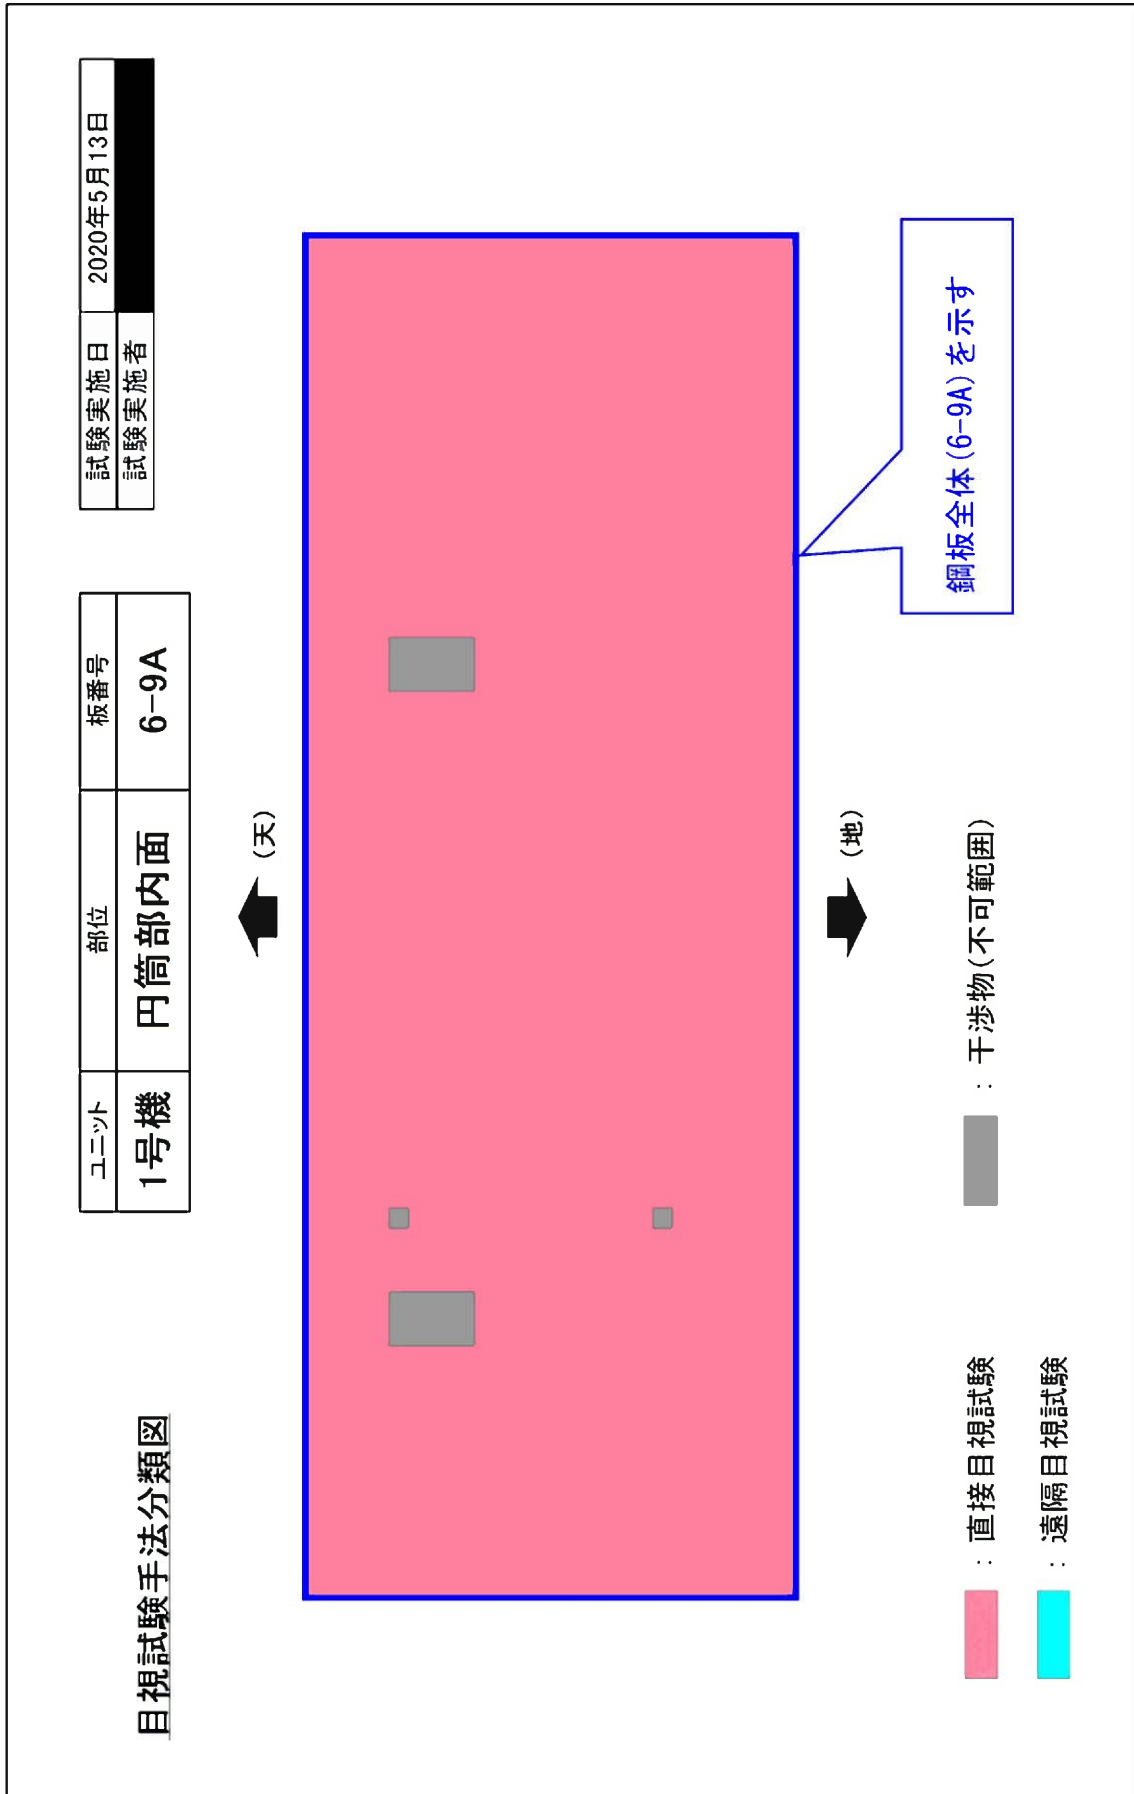 目視試験手法分類図
ユニット 部位 板番号
1号機 円筒部内面 6-9A
試験実施日 2020年5月13日
試験実施者
(天)
(地)
鋼板全体(6-9A)を示す
：直接目視試験
：遠隔目視試験
：干渉物(不可範囲)